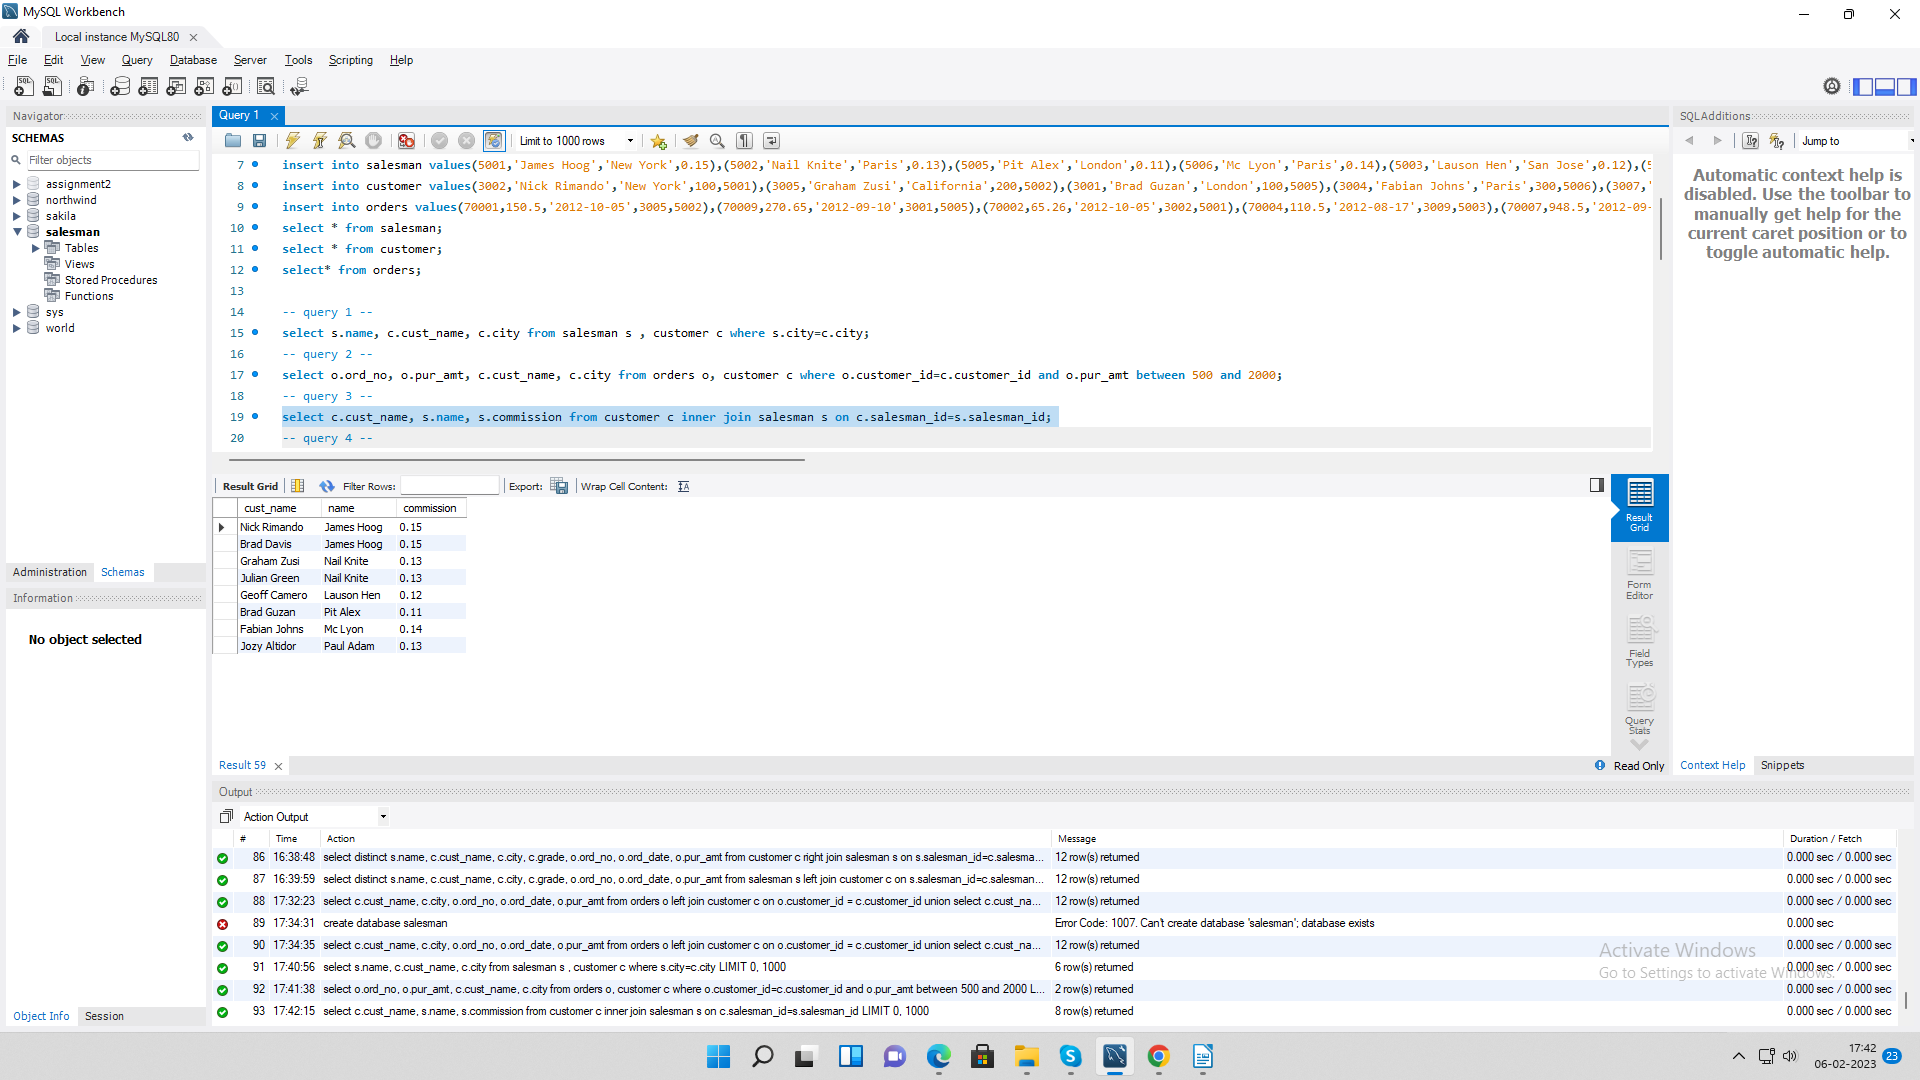 MySQL Workbench
Local instance MySQL80
File Edit View Query Database Server Tools Scripting Help
Navigator
SCHEMAS
Filter objects
assignment2
northwind
sakila
salesman
Tables
Views
Stored Procedures
Functions
sys
world
Administration Schemas
Information
No object selected
Object Info Session
Query 1
Limit to 1000 rows
7 insert into salesman values(5001,'James Hoog','New York',0.15),(5002,'Nail Knite','Paris',0.13),(5005,'Pit Alex','London',0.11),(5006,'Mc Lyon','Paris',0.14),(5003,'Lauson Hen','San Jose',0.12),(5
8 insert into customer values(3002,'Nick Rimando','New York',100,5001),(3005,'Graham Zusi','California',200,5002),(3001,'Brad Guzan','London',100,5005),(3004,'Fabian Johns','Paris',300,5006),(3007,'
9 insert into orders values(70001,150.5,'2012-10-05',3005,5002),(70009,270.65,'2012-09-10',3001,5005),(70002,65.26,'2012-10-05',3002,5001),(70004,110.5,'2012-08-17',3009,5003),(70007,948.5,'2012-09-
10 select * from salesman;
11 select * from customer;
12 select* from orders;
13
14 -- query 1 --
15 select s.name, c.cust_name, c.city from salesman s , customer c where s.city=c.city;
16 -- query 2 --
17 select o.ord_no, o.pur_amt, c.cust_name, c.city from orders o, customer c where o.customer_id=c.customer_id and o.pur_amt between 500 and 2000;
18 -- query 3 --
19 select c.cust_name, s.name, s.commission from customer c inner join salesman s on c.salesman_id=s.salesman_id;
20 -- query 4 --
Result Grid Filter Rows: Export: Wrap Cell Content:
cust_name name commission
Nick Rimando James Hoog 0.15
Brad Davis James Hoog 0.15
Graham Zusi Nail Knite 0.13
Julian Green Nail Knite 0.13
Geoff Camero Lauson Hen 0.12
Brad Guzan Pit Alex 0.11
Fabian Johns Mc Lyon 0.14
Jozy Altidor Paul Adam 0.13
Result
Grid
Form
Editor
Field
Types
Query
Stats
Result 59
Read Only
SQLAdditions
Jump to
Automatic context help is
disabled. Use the toolbar to
manually get help for the
current caret position or to
toggle automatic help.
Context Help Snippets
Output
Action Output
# Time Action Message Duration / Fetch
86 16:38:48 select distinct s.name, c.cust_name, c.city, c.grade, o.ord_no, o.ord_date, o.pur_amt from customer c right join salesman s on s.salesman_id=c.salesma... 12 row(s) returned 0.000 sec / 0.000 sec
87 16:39:59 select distinct s.name, c.cust_name, c.city, c.grade, o.ord_no, o.ord_date, o.pur_amt from salesman s left join customer c on s.salesman_id=c.salesman... 12 row(s) returned 0.000 sec / 0.000 sec
88 17:32:23 select c.cust_name, c.city, o.ord_no, o.ord_date, o.pur_amt from orders o left join customer c on o.customer_id = c.customer_id union select c.cust_na... 12 row(s) returned 0.000 sec / 0.000 sec
89 17:34:31 create database salesman Error Code: 1007. Can't create database 'salesman'; database exists 0.000 sec
90 17:34:35 select c.cust_name, c.city, o.ord_no, o.ord_date, o.pur_amt from orders o left join customer c on o.customer_id = c.customer_id union select c.cust_na... 12 row(s) returned 0.000 sec / 0.000 sec
91 17:40:56 select s.name, c.cust_name, c.city from salesman s , customer c where s.city=c.city LIMIT 0, 1000 6 row(s) returned 0.000 sec / 0.000 sec
92 17:41:38 select o.ord_no, o.pur_amt, c.cust_name, c.city from orders o, customer c where o.customer_id=c.customer_id and o.pur_amt between 500 and 2000 L... 2 row(s) returned 0.000 sec / 0.000 sec
93 17:42:15 select c.cust_name, s.name, s.commission from customer c inner join salesman s on c.salesman_id=s.salesman_id LIMIT 0, 1000 8 row(s) returned 0.000 sec / 0.000 sec
Activate Windows
Go to Settings to activate Windows.
17:42
06-02-2023
23